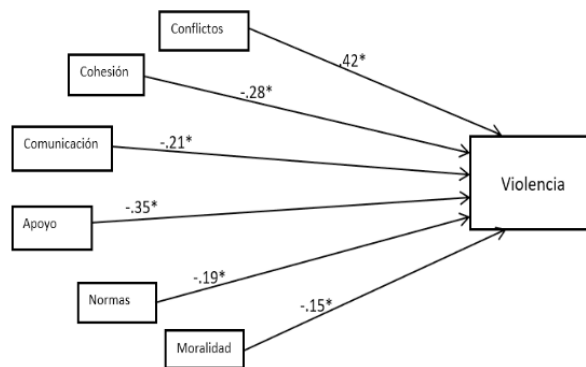 Conflictos
.42*
Cohesión
-.28*
Comunicación
-.21*
Violencia
Apoyo
-.35*
Normas
-.19*
Moralidad
-.15*